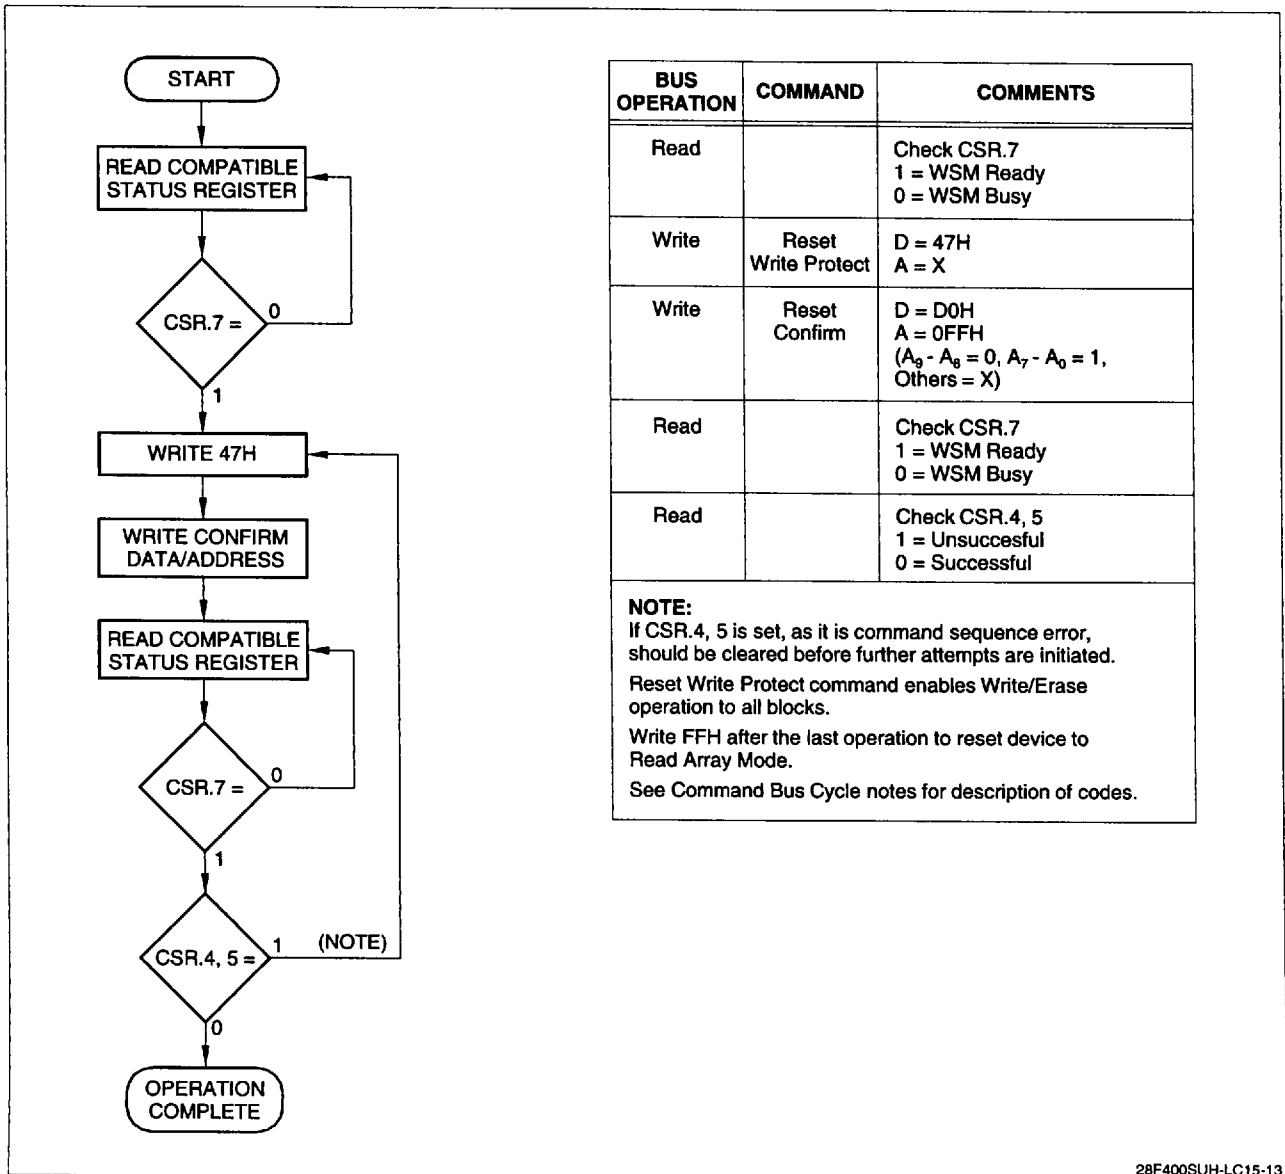 START
READ COMPATIBLE
STATUS REGISTER
CSR.7 =
0
1
WRITE 47H
WRITE CONFIRM
DATA/ADDRESS
READ COMPATIBLE
STATUS REGISTER
CSR.7 =
0
1
CSR.4, 5 =
1
(NOTE)
0
OPERATION
COMPLETE
BUS
OPERATION
COMMAND
COMMENTS
Read
Check CSR.7
1 = WSM Ready
0 = WSM Busy
Write
Reset
Write Protect
D = 47H
A = X
Write
Reset
Confirm
D = D0H
A = 0FFH
(A9 - A8 = 0, A7 - A0 = 1,
Others = X)
Read
Check CSR.7
1 = WSM Ready
0 = WSM Busy
Read
Check CSR.4, 5
1 = Unsuccesful
0 = Successful
NOTE:
If CSR.4, 5 is set, as it is command sequence error,
should be cleared before further attempts are initiated.
Reset Write Protect command enables Write/Erase
operation to all blocks.
Write FFH after the last operation to reset device to
Read Array Mode.
See Command Bus Cycle notes for description of codes.
28F400SUH-LC15-13